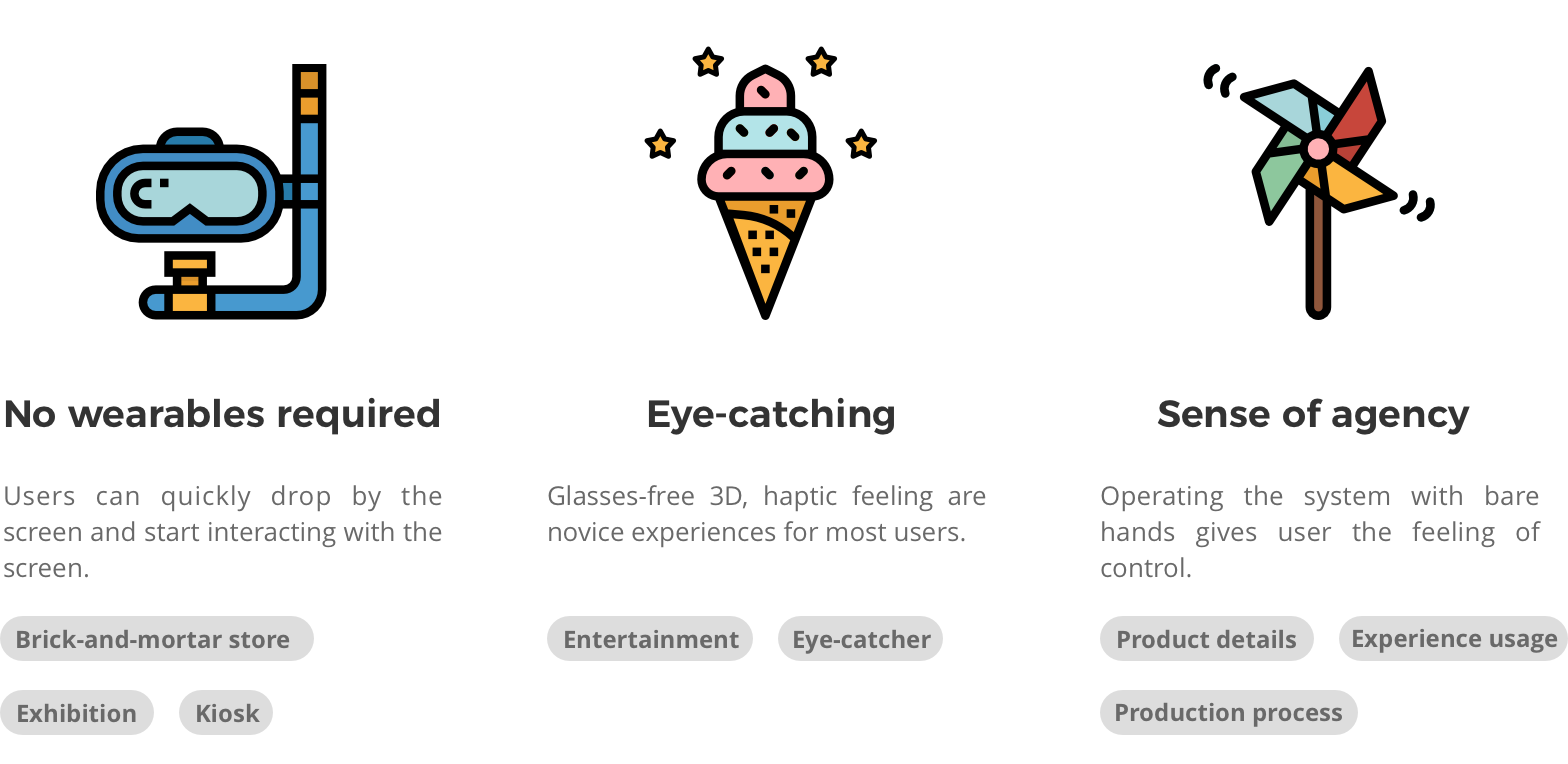 No wearables required
Users can quickly drop by the
screen and start interacting with the
screen.
Brick-and-mortar store
Exhibition
Kiosk
Eye-catching
Glasses-free 3D, haptic feeling are
novice experiences for most users.
Entertainment
Eye-catcher
Sense of agency
Operating the system with bare
hands gives user the feeling of
control.
Product details
Experience usage
Production process